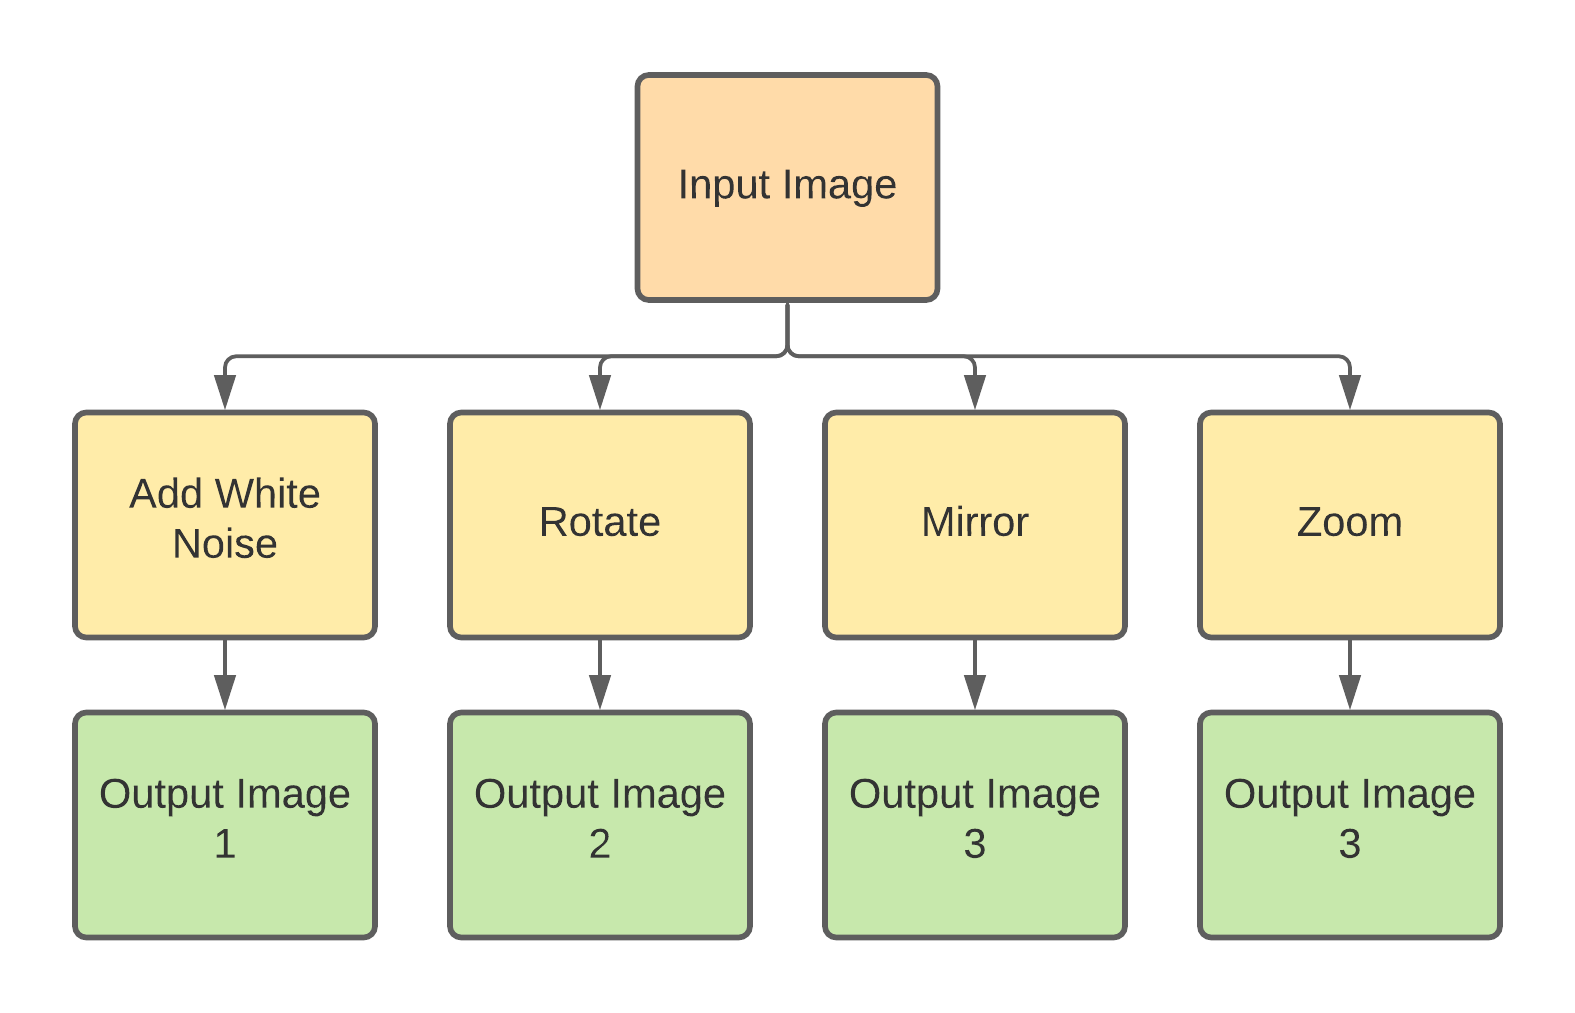 Input Image
Add White
Noise
Rotate
Mirror
Zoom
Output Image
1
Output Image
2
Output Image
3
Output Image
3